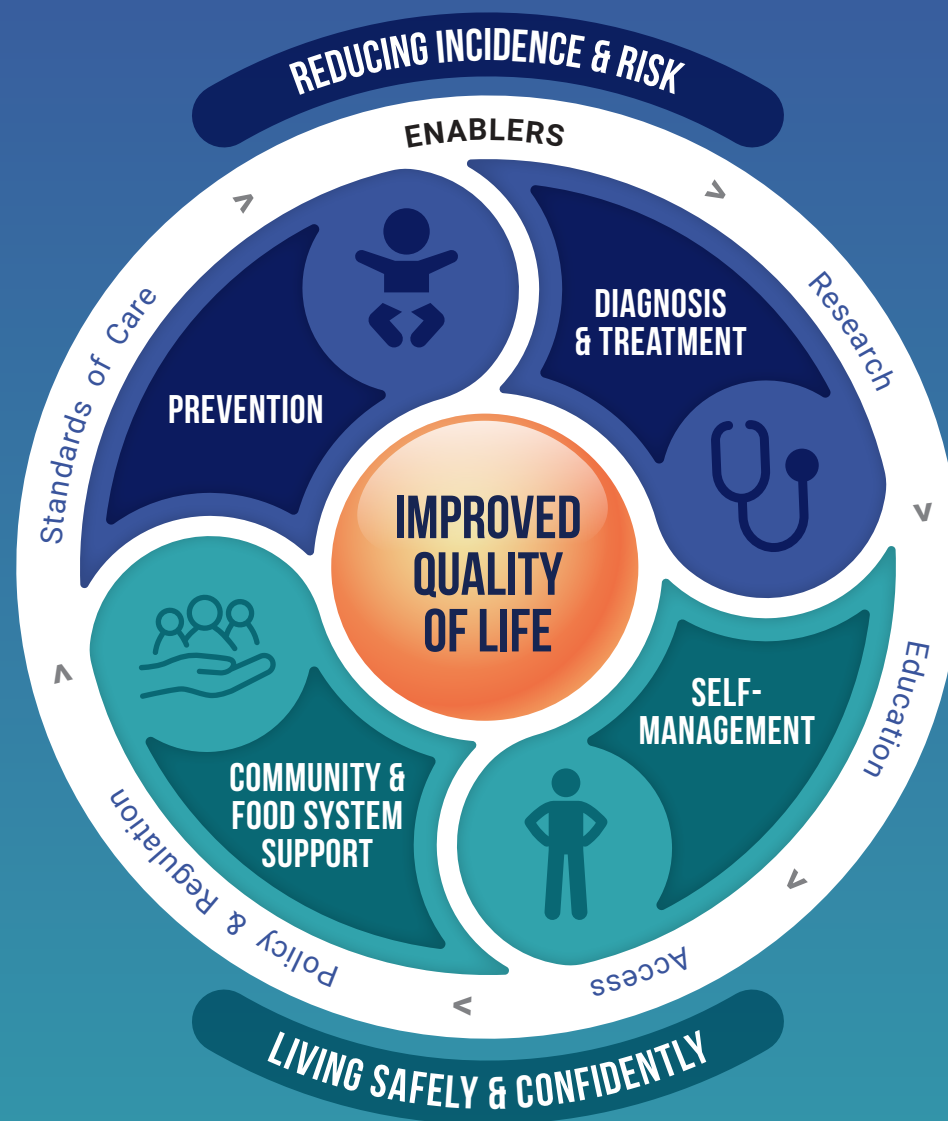 REDUCING INCIDENCE & RISK
ENABLERS
Research
Education
Access
Policy & Regulation
Standards of Care
PREVENTION
DIAGNOSIS
& TREATMENT
IMPROVED
QUALITY
OF LIFE
SELF-
MANAGEMENT
COMMUNITY &
FOOD SYSTEM
SUPPORT
LIVING SAFELY & CONFIDENTLY